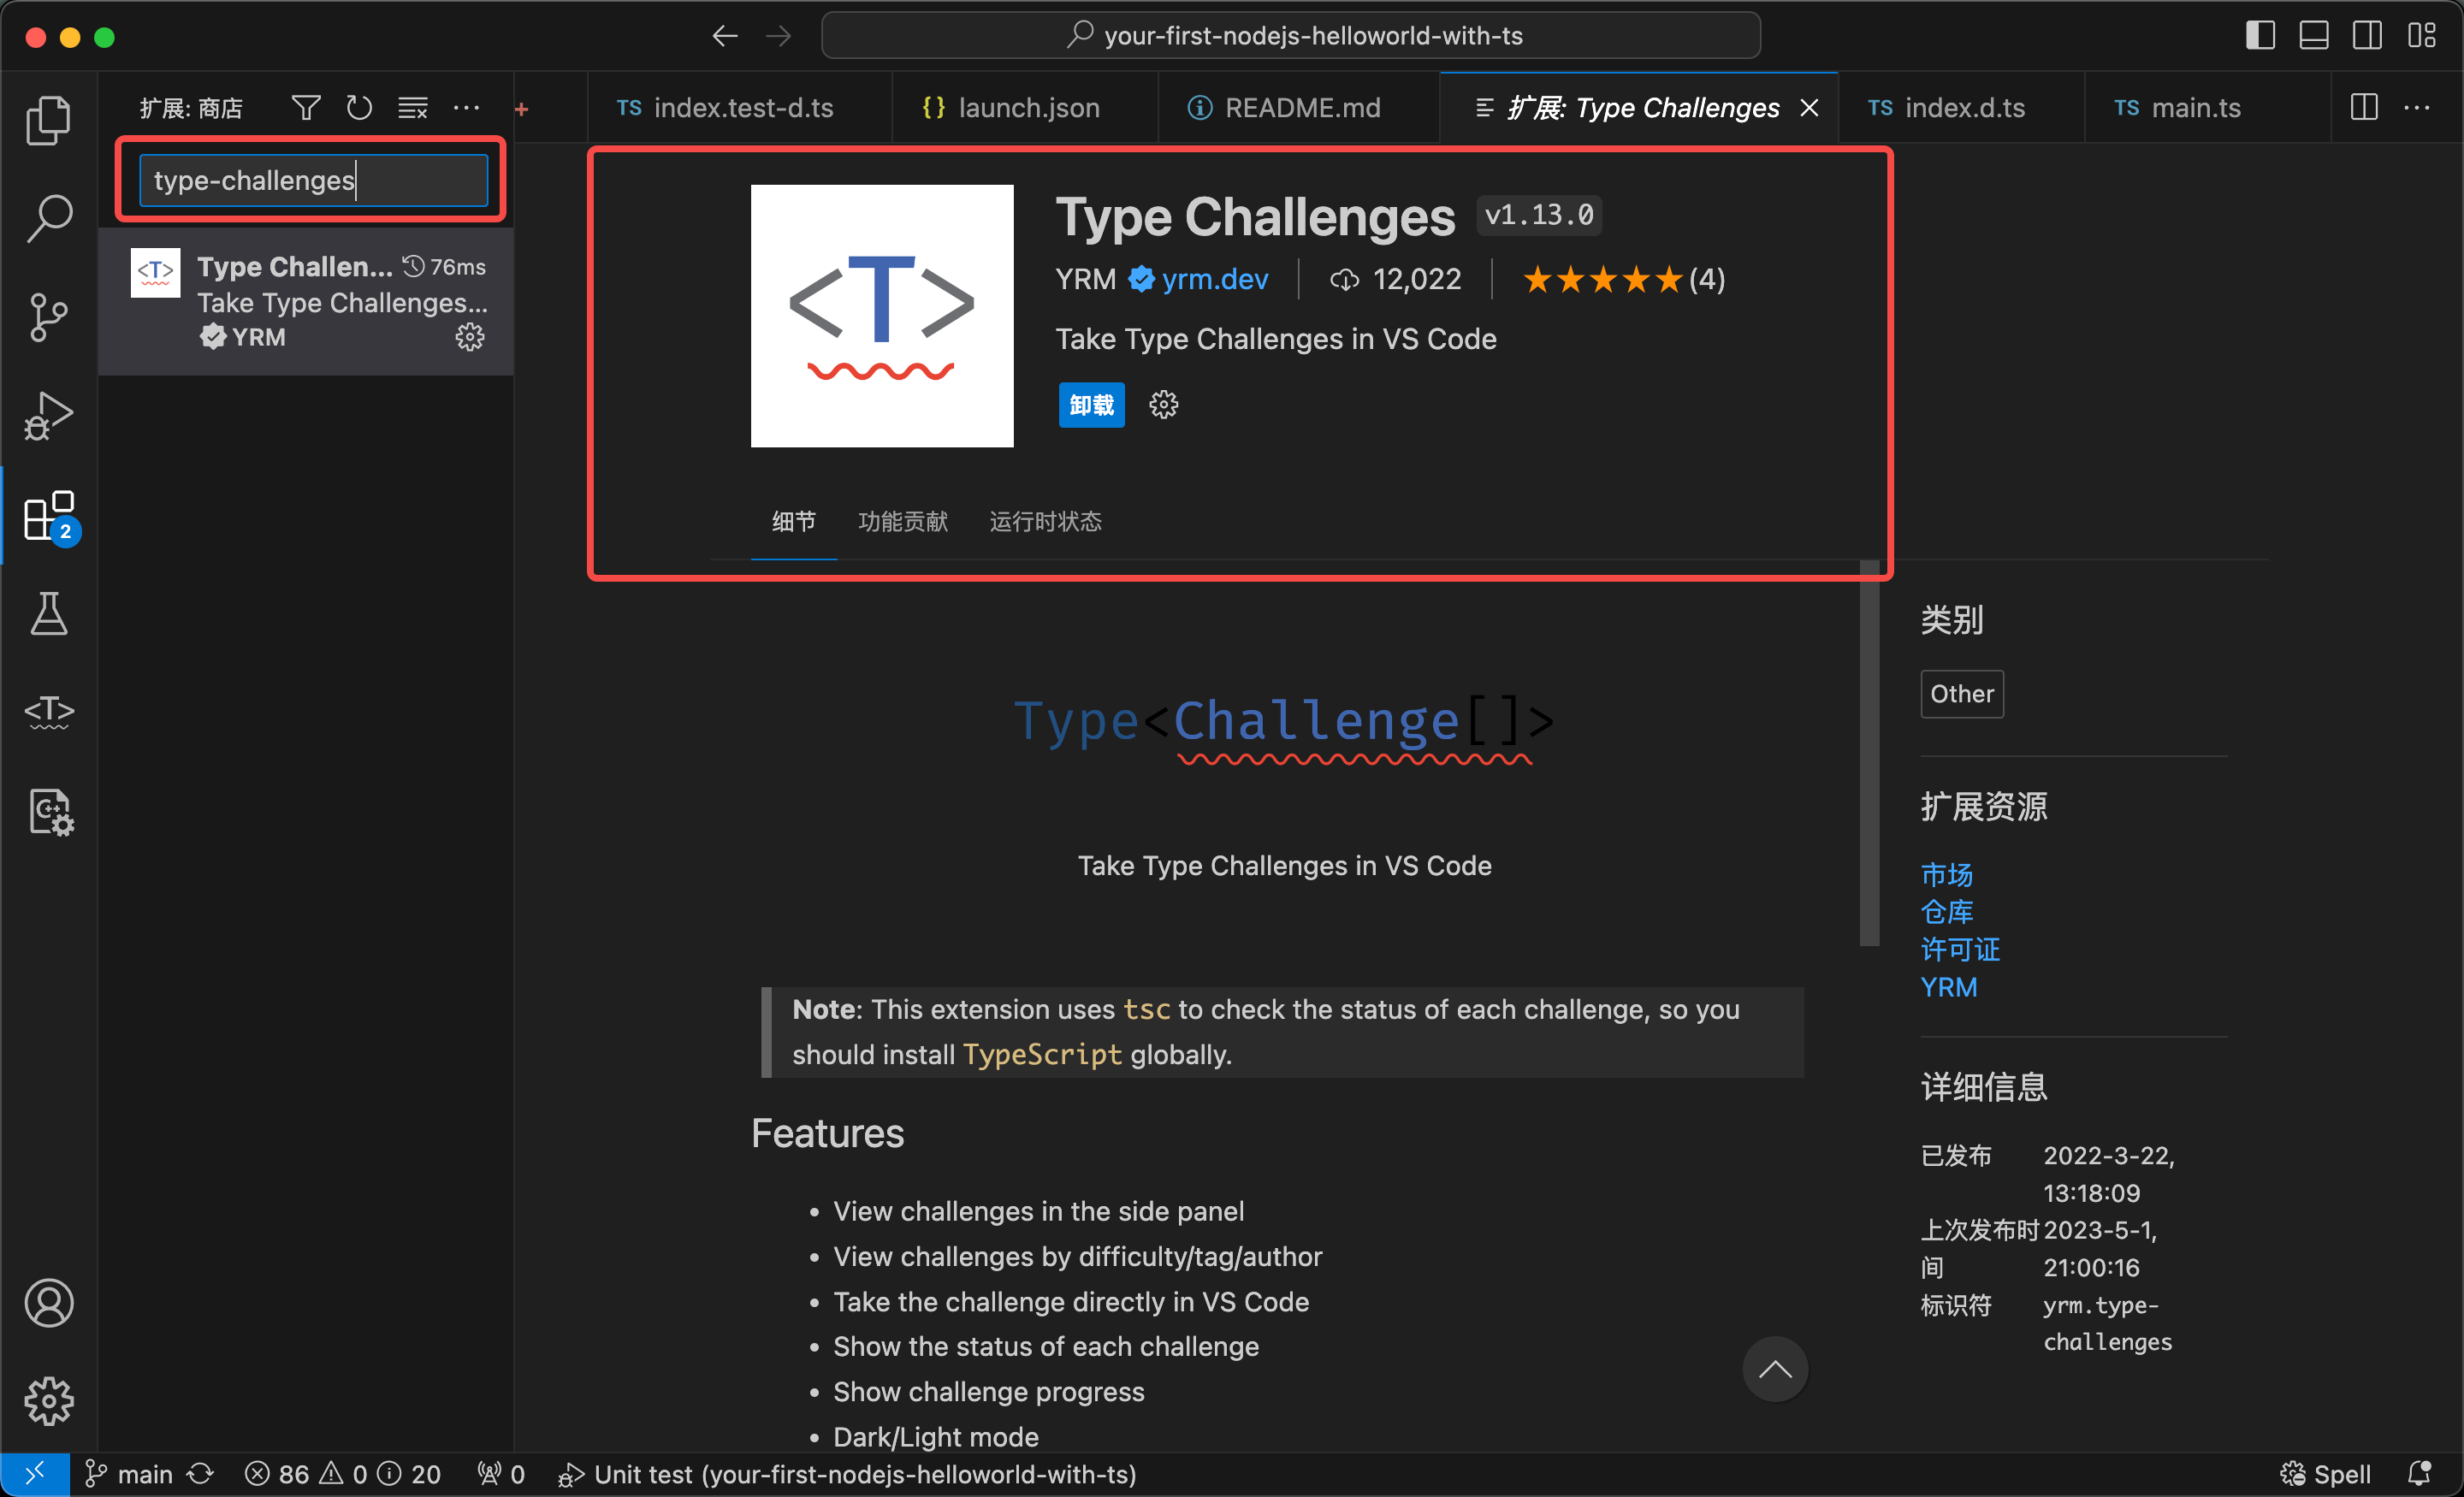 your-first-nodejs-helloworld-with-ts
扩展: 商店
TS index.test-d.ts
{} launch.json
README.md
扩展: Type Challenges
TS index.d.ts
TS main.ts
type-challenges
<T>
Type Challen... 76ms
Take Type Challenges...
YRM
<T>
Type Challenges v1.13.0
YRM yrm.dev 12,022 ★★★★★(4)
Take Type Challenges in VS Code
卸载
细节 功能贡献 运行时状态
2
<T>
C++
Type<Challenge[]>
Take Type Challenges in VS Code
Note: This extension uses tsc to check the status of each challenge, so you
should install TypeScript globally.
Features
• View challenges in the side panel
• View challenges by difficulty/tag/author
• Take the challenge directly in VS Code
• Show the status of each challenge
• Show challenge progress
• Dark/Light mode
类别
Other
扩展资源
市场
仓库
许可证
YRM
详细信息
已发布 2022-3-22,
13:18:09
上次发布时 2023-5-1,
间 21:00:16
标识符 yrm.type-
challenges
main 86 0 20 0 Unit test (your-first-nodejs-helloworld-with-ts) Spell